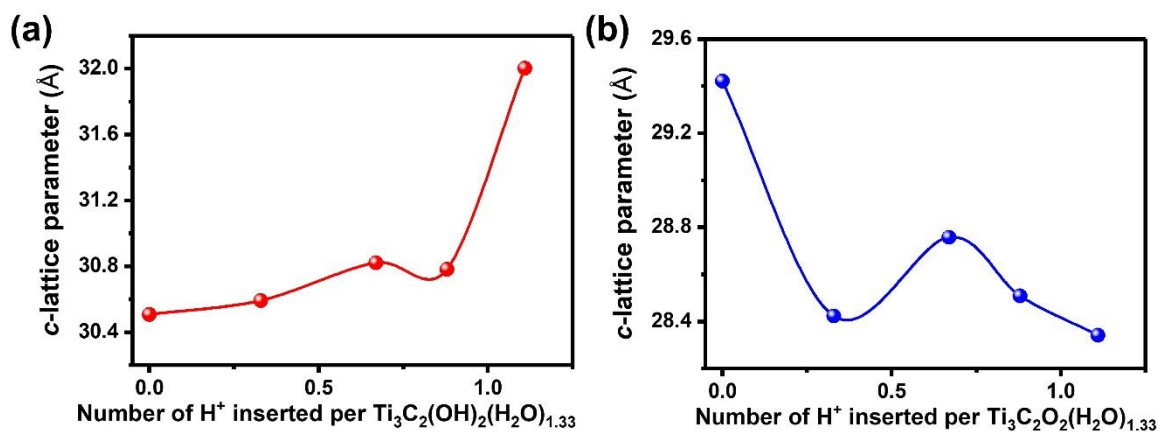 (a)
c-lattice parameter (Å)
32.0
31.6
31.2
30.8
30.4
0.0
0.5
1.0
Number of H⁺ inserted per Ti₃C₂(OH)₂(H₂O)₁.₃₃
(b)
c-lattice parameter (Å)
29.6
29.2
28.8
28.4
0.0
0.5
1.0
Number of H⁺ inserted per Ti₃C₂O₂(H₂O)₁.₃₃